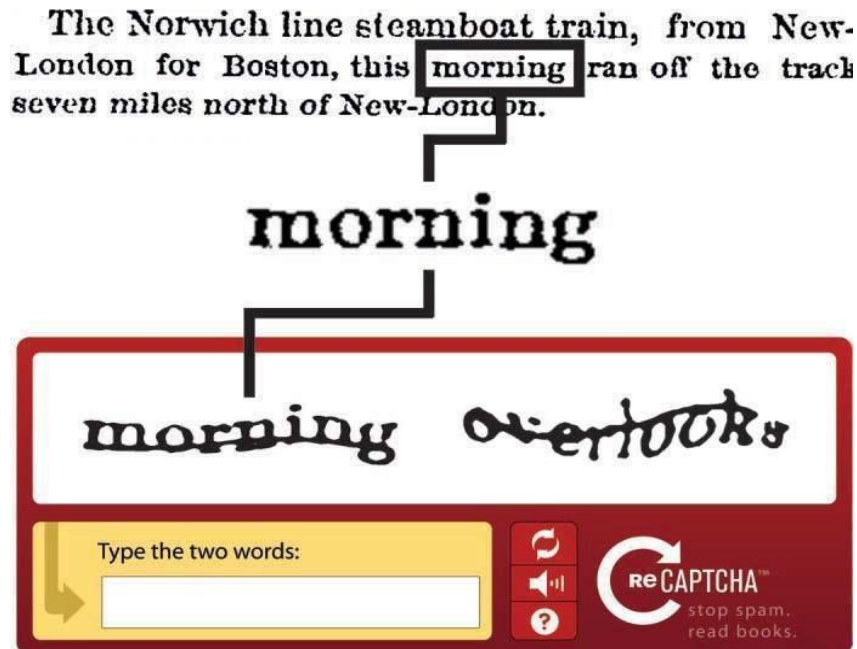 The Norwich line steamboat train, from New-
London for Boston, this morning ran off the track
seven miles north of New-London.
morning
morning overlooks
Type the two words:
?
ReCAPTCHA™
stop spam.
read books.